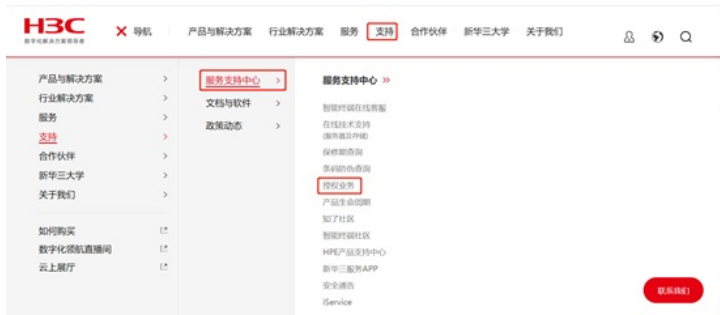 H3C
数字化解决方案领导者
导航
产品与解决方案 行业解决方案 服务 支持 合作伙伴 新华三大学 关于我们
产品与解决方案
行业解决方案
服务
支持
合作伙伴
新华三大学
关于我们
如何购买
数字化领航直播间
云上展厅
服务支持中心
文档与软件
政策动态
服务支持中心
智能终端在线客服
在线技术支持
(服务器及存储)
保修期查询
条码防伪查询
授权业务
产品生命周期
知了社区
智能终端社区
HPE产品支持中心
新华三服务APP
安全通告
iService
联系我们